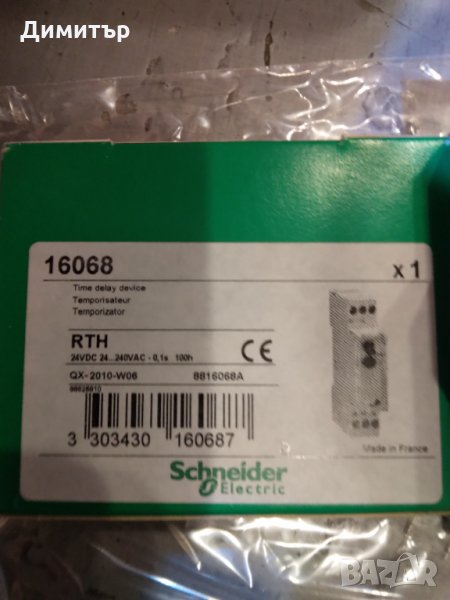 Димитър
16068
x 1
Time delay device
Temporisateur
Temporizator
RTH
24VDC 24...240VAC - 0,1s 100h
CE
QX-2010-W06 8816068A
3 303430 160687
Made in France
Schneider
Electric
BAZAR